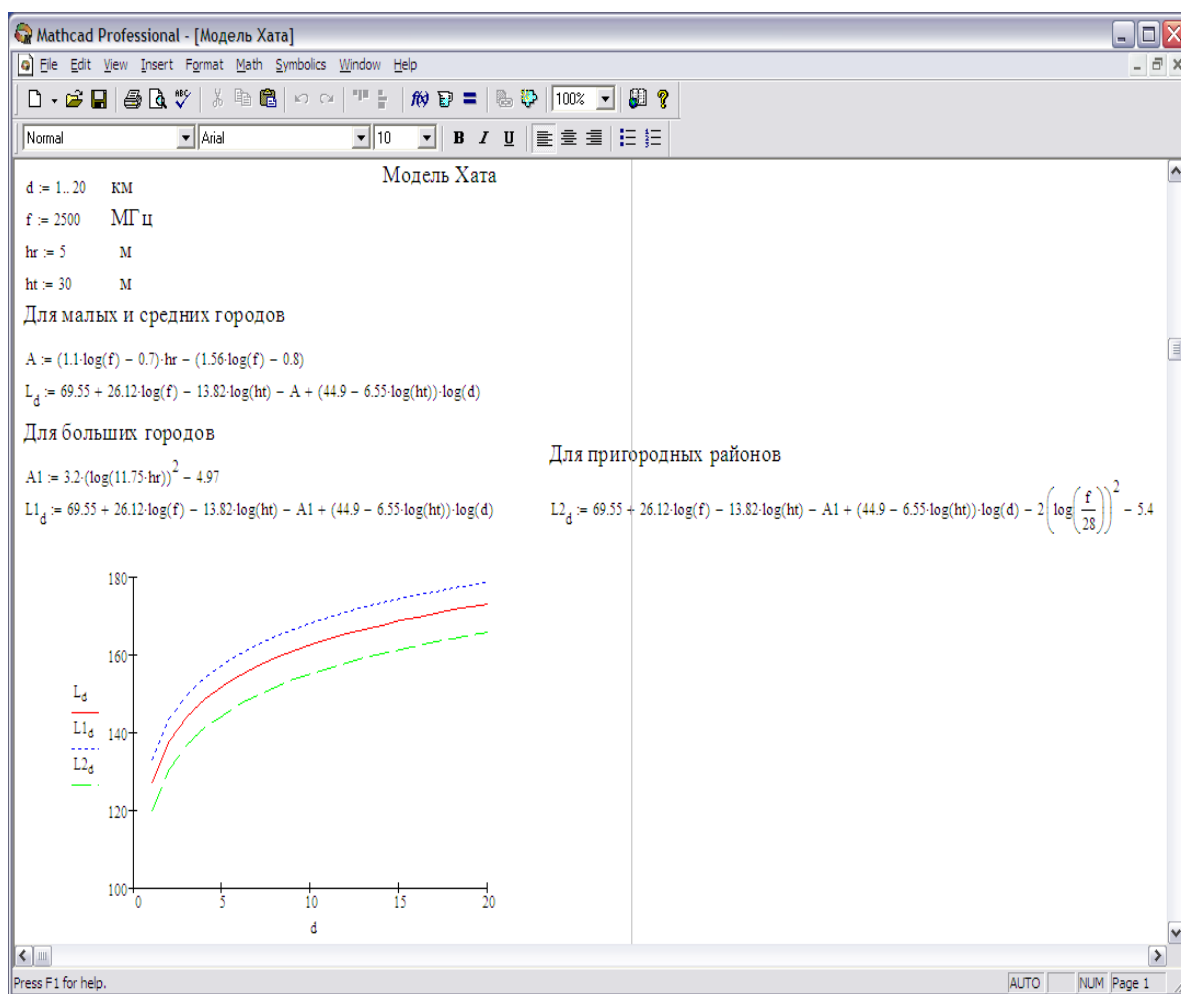 Mathcad Professional - [Модель Хата]
File Edit View Insert Format Math Symbolics Window Help
100%
Normal Arial 10 B I U
Модель Хата
d := 1.. 20 км
f := 2500 МГц
hr := 5 м
ht := 30 м
Для малых и средних городов
A := (1.1·log(f) − 0.7)·hr − (1.56·log(f) − 0.8)
L_d := 69.55 + 26.12·log(f) − 13.82·log(ht) − A + (44.9 − 6.55·log(ht))·log(d)
Для больших городов
A1 := 3.2·(log(11.75·hr))^2 − 4.97
L1_d := 69.55 + 26.12·log(f) − 13.82·log(ht) − A1 + (44.9 − 6.55·log(ht))·log(d)
Для пригородных районов
L2_d := 69.55 + 26.12·log(f) − 13.82·log(ht) − A1 + (44.9 − 6.55·log(ht))·log(d) − 2(log(f/28))^2 − 5.4
180
160
140
120
100
L_d
L1_d
L2_d
0 5 10 15 20
d
Press F1 for help.
AUTO NUM Page 1